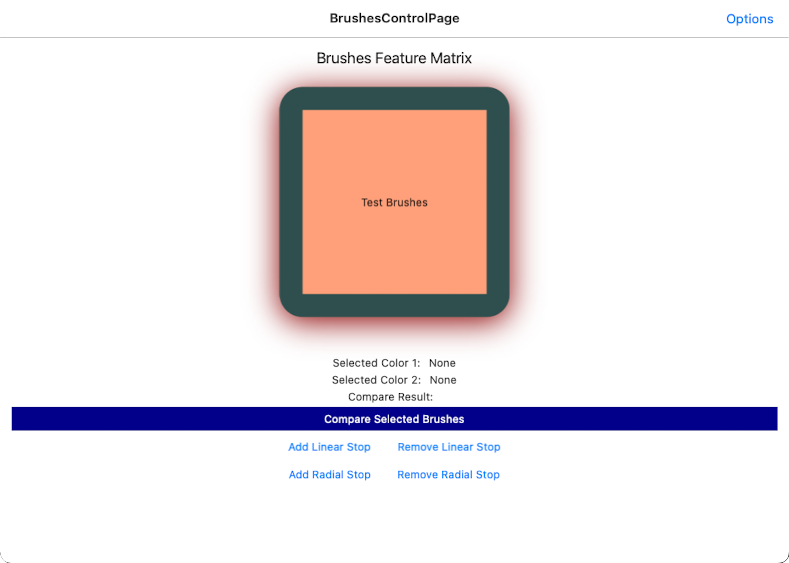 BrushesControlPage
Options
Brushes Feature Matrix
Test Brushes
Selected Color 1: None
Selected Color 2: None
Compare Result:
Compare Selected Brushes
Add Linear Stop Remove Linear Stop
Add Radial Stop Remove Radial Stop